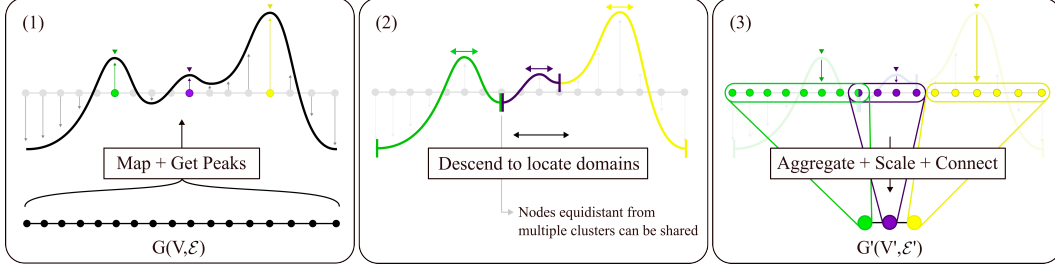 (1)
Map + Get Peaks
G(V,ℰ)
(2)
Descend to locate domains
Nodes equidistant from
multiple clusters can be shared
(3)
Aggregate + Scale + Connect
G'(V',ℰ')